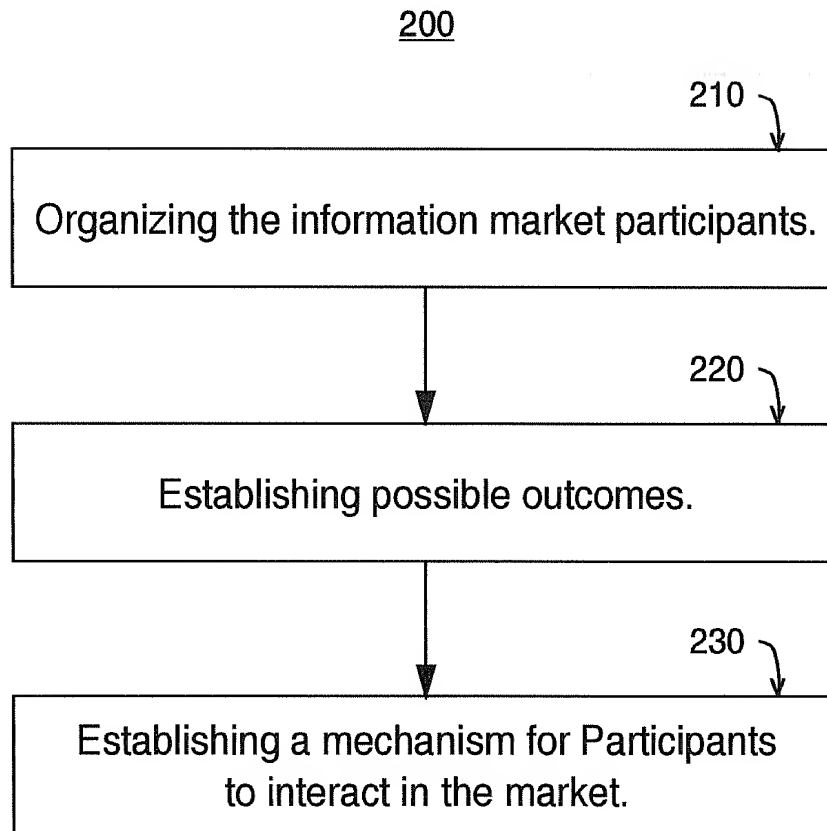 200
210
Organizing the information market participants.
220
Establishing possible outcomes.
230
Establishing a mechanism for Participants
to interact in the market.